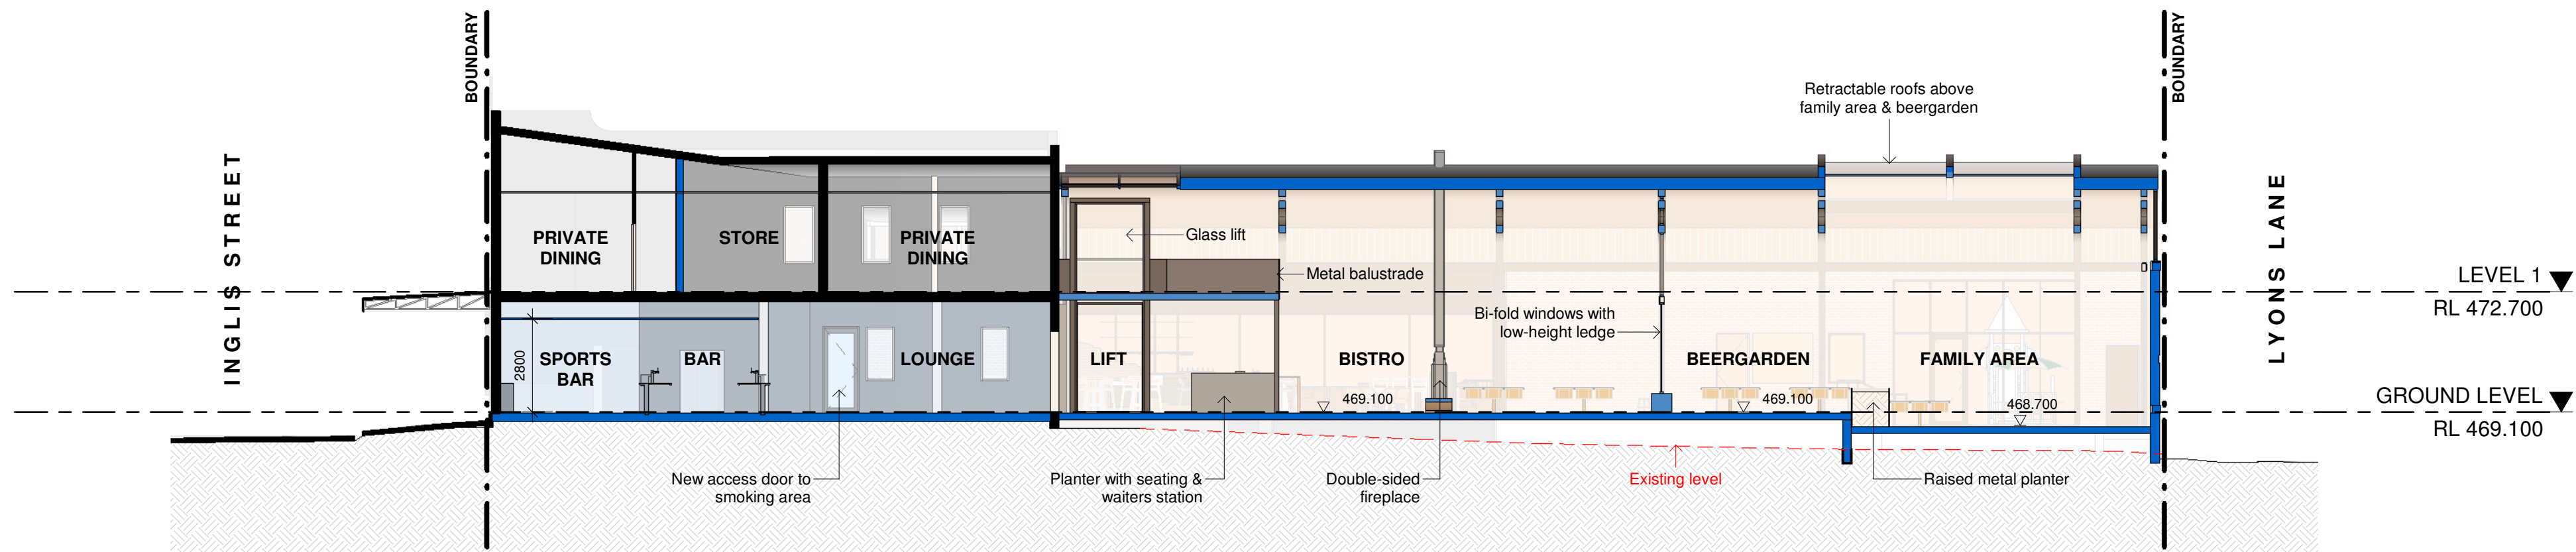 BOUNDARY
BOUNDARY
Retractable roofs above
family area & beergarden
INGLIS STREET
LYONS LANE
PRIVATE
DINING
STORE
PRIVATE
DINING
Glass lift
Metal balustrade
LEVEL 1
RL 472.700
Bi-fold windows with
low-height ledge
2800
SPORTS
BAR
BAR
LOUNGE
LIFT
BISTRO
BEERGARDEN
FAMILY AREA
469.100
469.100
468.700
GROUND LEVEL
RL 469.100
New access door to
smoking area
Planter with seating &
waiters station
Double-sided
fireplace
Existing level
Raised metal planter